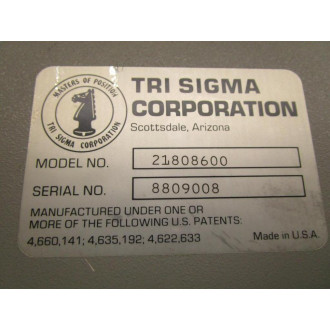 MASTERS OF POSITION
TRI SIGMA CORPORATION
TRI SIGMA
CORPORATION
Scottsdale, Arizona
MODEL NO. 21808600
SERIAL NO. 8809008
MANUFACTURED UNDER ONE OR
MORE OF THE FOLLOWING U.S. PATENTS:
4,660,141; 4,635,192; 4,622,633
Made in U.S.A.